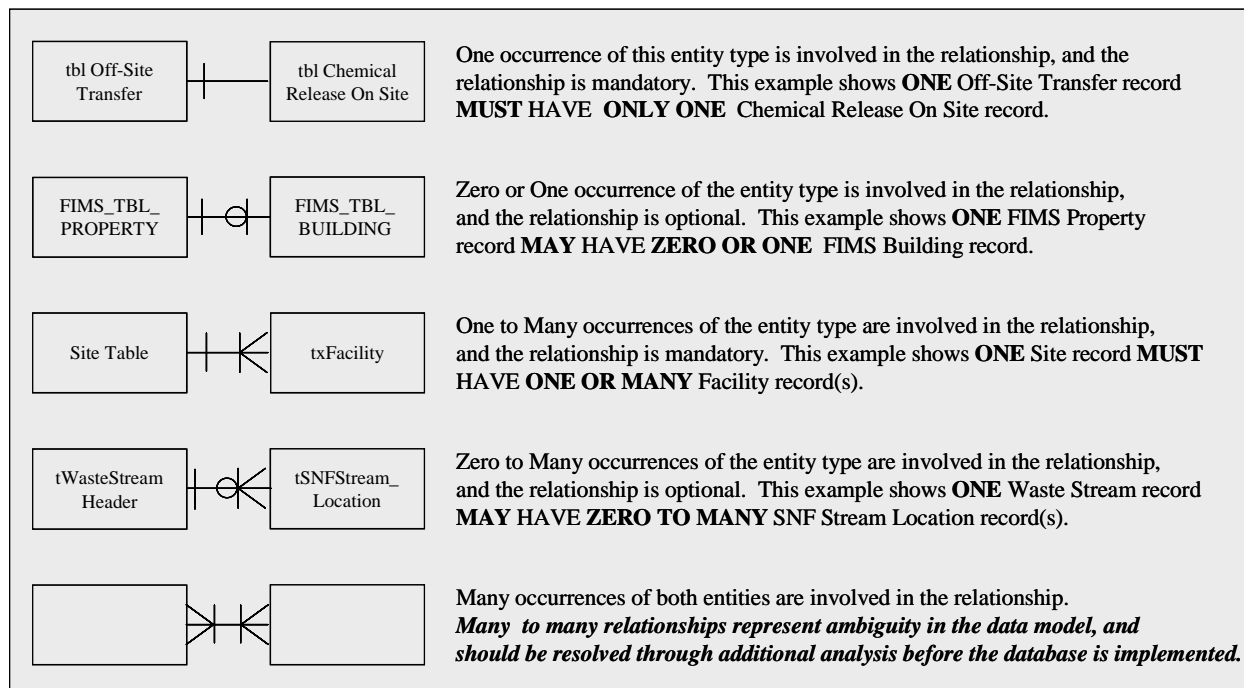 tbl Off-Site
Transfer
tbl Chemical
Release On Site
One occurrence of this entity type is involved in the relationship, and the
relationship is mandatory. This example shows ONE Off-Site Transfer record
MUST HAVE ONLY ONE Chemical Release On Site record.
FIMS_TBL_
PROPERTY
FIMS_TBL_
BUILDING
Zero or One occurrence of the entity type is involved in the relationship,
and the relationship is optional. This example shows ONE FIMS Property
record MAY HAVE ZERO OR ONE FIMS Building record.
Site Table
txFacility
One to Many occurrences of the entity type are involved in the relationship,
and the relationship is mandatory. This example shows ONE Site record MUST
HAVE ONE OR MANY Facility record(s).
tWasteStream
Header
tSNFStream_
Location
Zero to Many occurrences of the entity type are involved in the relationship,
and the relationship is optional. This example shows ONE Waste Stream record
MAY HAVE ZERO TO MANY SNF Stream Location record(s).
Many occurrences of both entities are involved in the relationship.
Many to many relationships represent ambiguity in the data model, and
should be resolved through additional analysis before the database is implemented.